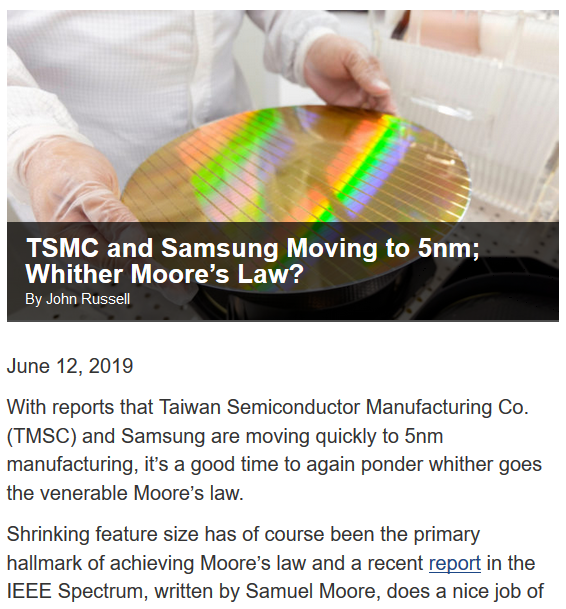 TSMC and Samsung Moving to 5nm;
Whither Moore’s Law?
By John Russell
June 12, 2019
With reports that Taiwan Semiconductor Manufacturing Co.
(TMSC) and Samsung are moving quickly to 5nm
manufacturing, it’s a good time to again ponder whither goes
the venerable Moore’s law.
Shrinking feature size has of course been the primary
hallmark of achieving Moore’s law and a recent report in the
IEEE Spectrum, written by Samuel Moore, does a nice job of